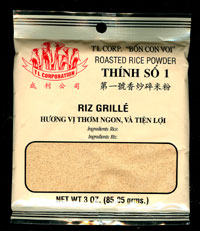 T.L CORP. "BỐN CON VOI"
ROASTED RICE POWDER
THÍNH SỐ 1
第一號香炒碎米粉
T.L CORPORATION
成利公司
RIZ GRILLÉ
HƯƠNG VỊ THƠM NGON, VÀ TIỆN LỢI
Ingredients: Rice.
Ingredients: Riz.
NET WT 3 OZ. (85.05 grms.)